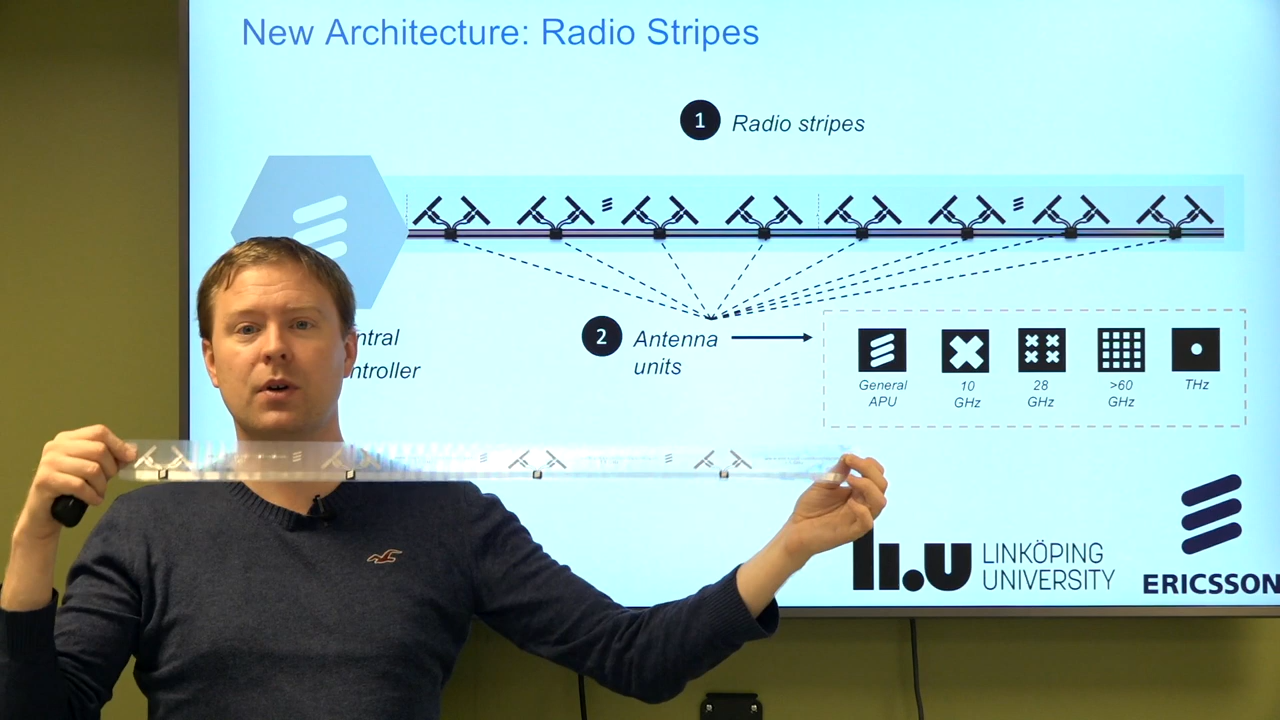 New Architecture: Radio Stripes
1 Radio stripes
ntral
ntroller
2 Antenna
units
General
APU
10
GHz
28
GHz
>60
GHz
THz
li.u LINKÖPING
UNIVERSITY
ERICSSON